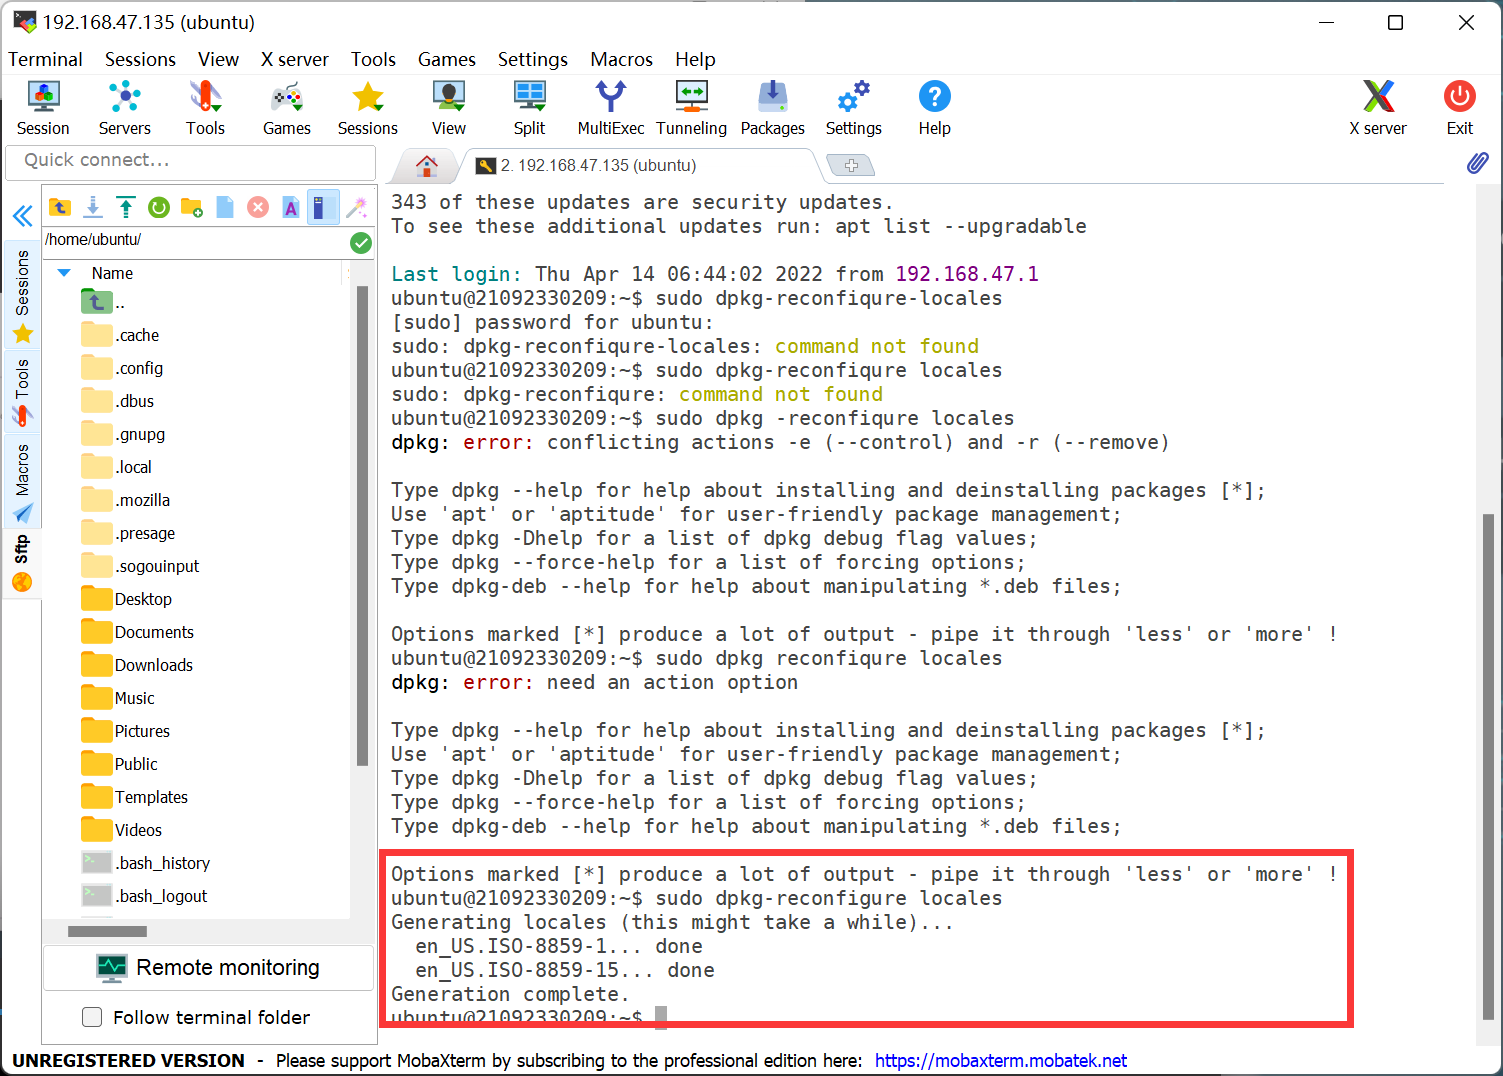 192.168.47.135 (ubuntu)
Terminal Sessions View X server Tools Games Settings Macros Help
Session Servers Tools Games Sessions View Split MultiExec Tunneling Packages Settings Help X server Exit
Quick connect...
2. 192.168.47.135 (ubuntu)
/home/ubuntu/
Name
..
.cache
.config
.dbus
.gnupg
.local
.mozilla
.presage
.sogouinput
Desktop
Documents
Downloads
Music
Pictures
Public
Templates
Videos
.bash_history
.bash_logout
Sessions
Tools
Macros
Sftp
Remote monitoring
Follow terminal folder
343 of these updates are security updates.
To see these additional updates run: apt list --upgradable
Last login: Thu Apr 14 06:44:02 2022 from 192.168.47.1
ubuntu@21092330209:~$ sudo dpkg-reconfiqure-locales
[sudo] password for ubuntu:
sudo: dpkg-reconfiqure-locales: command not found
ubuntu@21092330209:~$ sudo dpkg-reconfiqure locales
sudo: dpkg-reconfiqure: command not found
ubuntu@21092330209:~$ sudo dpkg -reconfiqure locales
dpkg: error: conflicting actions -e (--control) and -r (--remove)
Type dpkg --help for help about installing and deinstalling packages [*];
Use 'apt' or 'aptitude' for user-friendly package management;
Type dpkg -Dhelp for a list of dpkg debug flag values;
Type dpkg --force-help for a list of forcing options;
Type dpkg-deb --help for help about manipulating *.deb files;
Options marked [*] produce a lot of output - pipe it through 'less' or 'more' !
ubuntu@21092330209:~$ sudo dpkg reconfiqure locales
dpkg: error: need an action option
Type dpkg --help for help about installing and deinstalling packages [*];
Use 'apt' or 'aptitude' for user-friendly package management;
Type dpkg -Dhelp for a list of dpkg debug flag values;
Type dpkg --force-help for a list of forcing options;
Type dpkg-deb --help for help about manipulating *.deb files;
Options marked [*] produce a lot of output - pipe it through 'less' or 'more' !
ubuntu@21092330209:~$ sudo dpkg-reconfigure locales
Generating locales (this might take a while)...
en_US.ISO-8859-1... done
en_US.ISO-8859-15... done
Generation complete.
ubuntu@21092330209:~$
UNREGISTERED VERSION - Please support MobaXterm by subscribing to the professional edition here: https://mobaxterm.mobatek.net